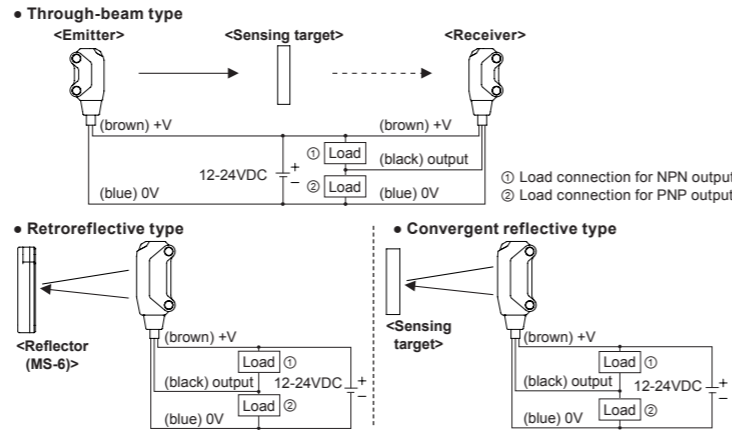 ● Through-beam type
<Emitter> <Sensing target> <Receiver>
(brown) +V (brown) +V
① Load
(black) output
12-24VDC + −
② Load
(blue) 0V (blue) 0V
① Load connection for NPN output
② Load connection for PNP output
● Retroreflective type
<Reflector
(MS-6)>
(brown) +V
Load ①
(black) output 12-24VDC + −
Load ②
(blue) 0V
● Convergent reflective type
<Sensing
target>
(brown) +V
Load ①
(black) output 12-24VDC + −
Load ②
(blue) 0V